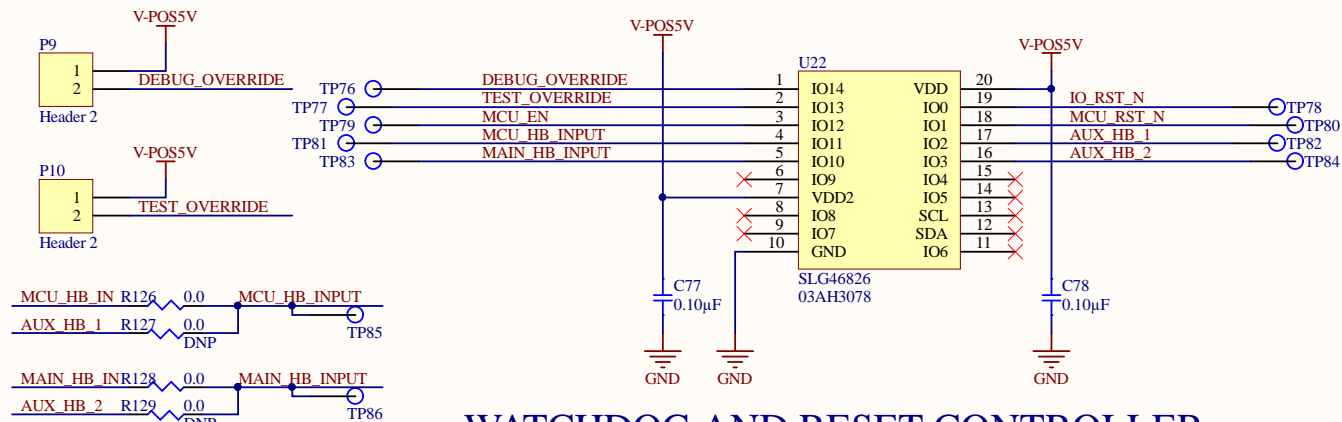 P9
V-POS5V
1
2
DEBUG_OVERRIDE
Header 2
P10
V-POS5V
1
2
TEST_OVERRIDE
Header 2
MCU_HB_IN R126 0.0 MCU_HB_INPUT
AUX_HB_1 R127 0.0
DNP
TP85
MAIN_HB_IN R128 0.0 MAIN_HB_INPUT
AUX_HB_2 R129 0.0
DNP
TP86
V-POS5V
V-POS5V
U22
TP76 DEBUG_OVERRIDE 1 IO14 VDD 20
TP77 TEST_OVERRIDE 2 IO13 IO0 19 IO_RST_N TP78
TP79 MCU_EN 3 IO12 IO1 18 MCU_RST_N TP80
TP81 MCU_HB_INPUT 4 IO11 IO2 17 AUX_HB_1 TP82
TP83 MAIN_HB_INPUT 5 IO10 IO3 16 AUX_HB_2 TP84
6 IO9 IO4 15
7 VDD2 IO5 14
8 IO8 SCL 13
9 IO7 SDA 12
10 GND IO6 11
SLG46826
03AH3078
C77
0.10µF
C78
0.10µF
GND
GND
GND
WATCHDOG AND RESET CONTROLLER